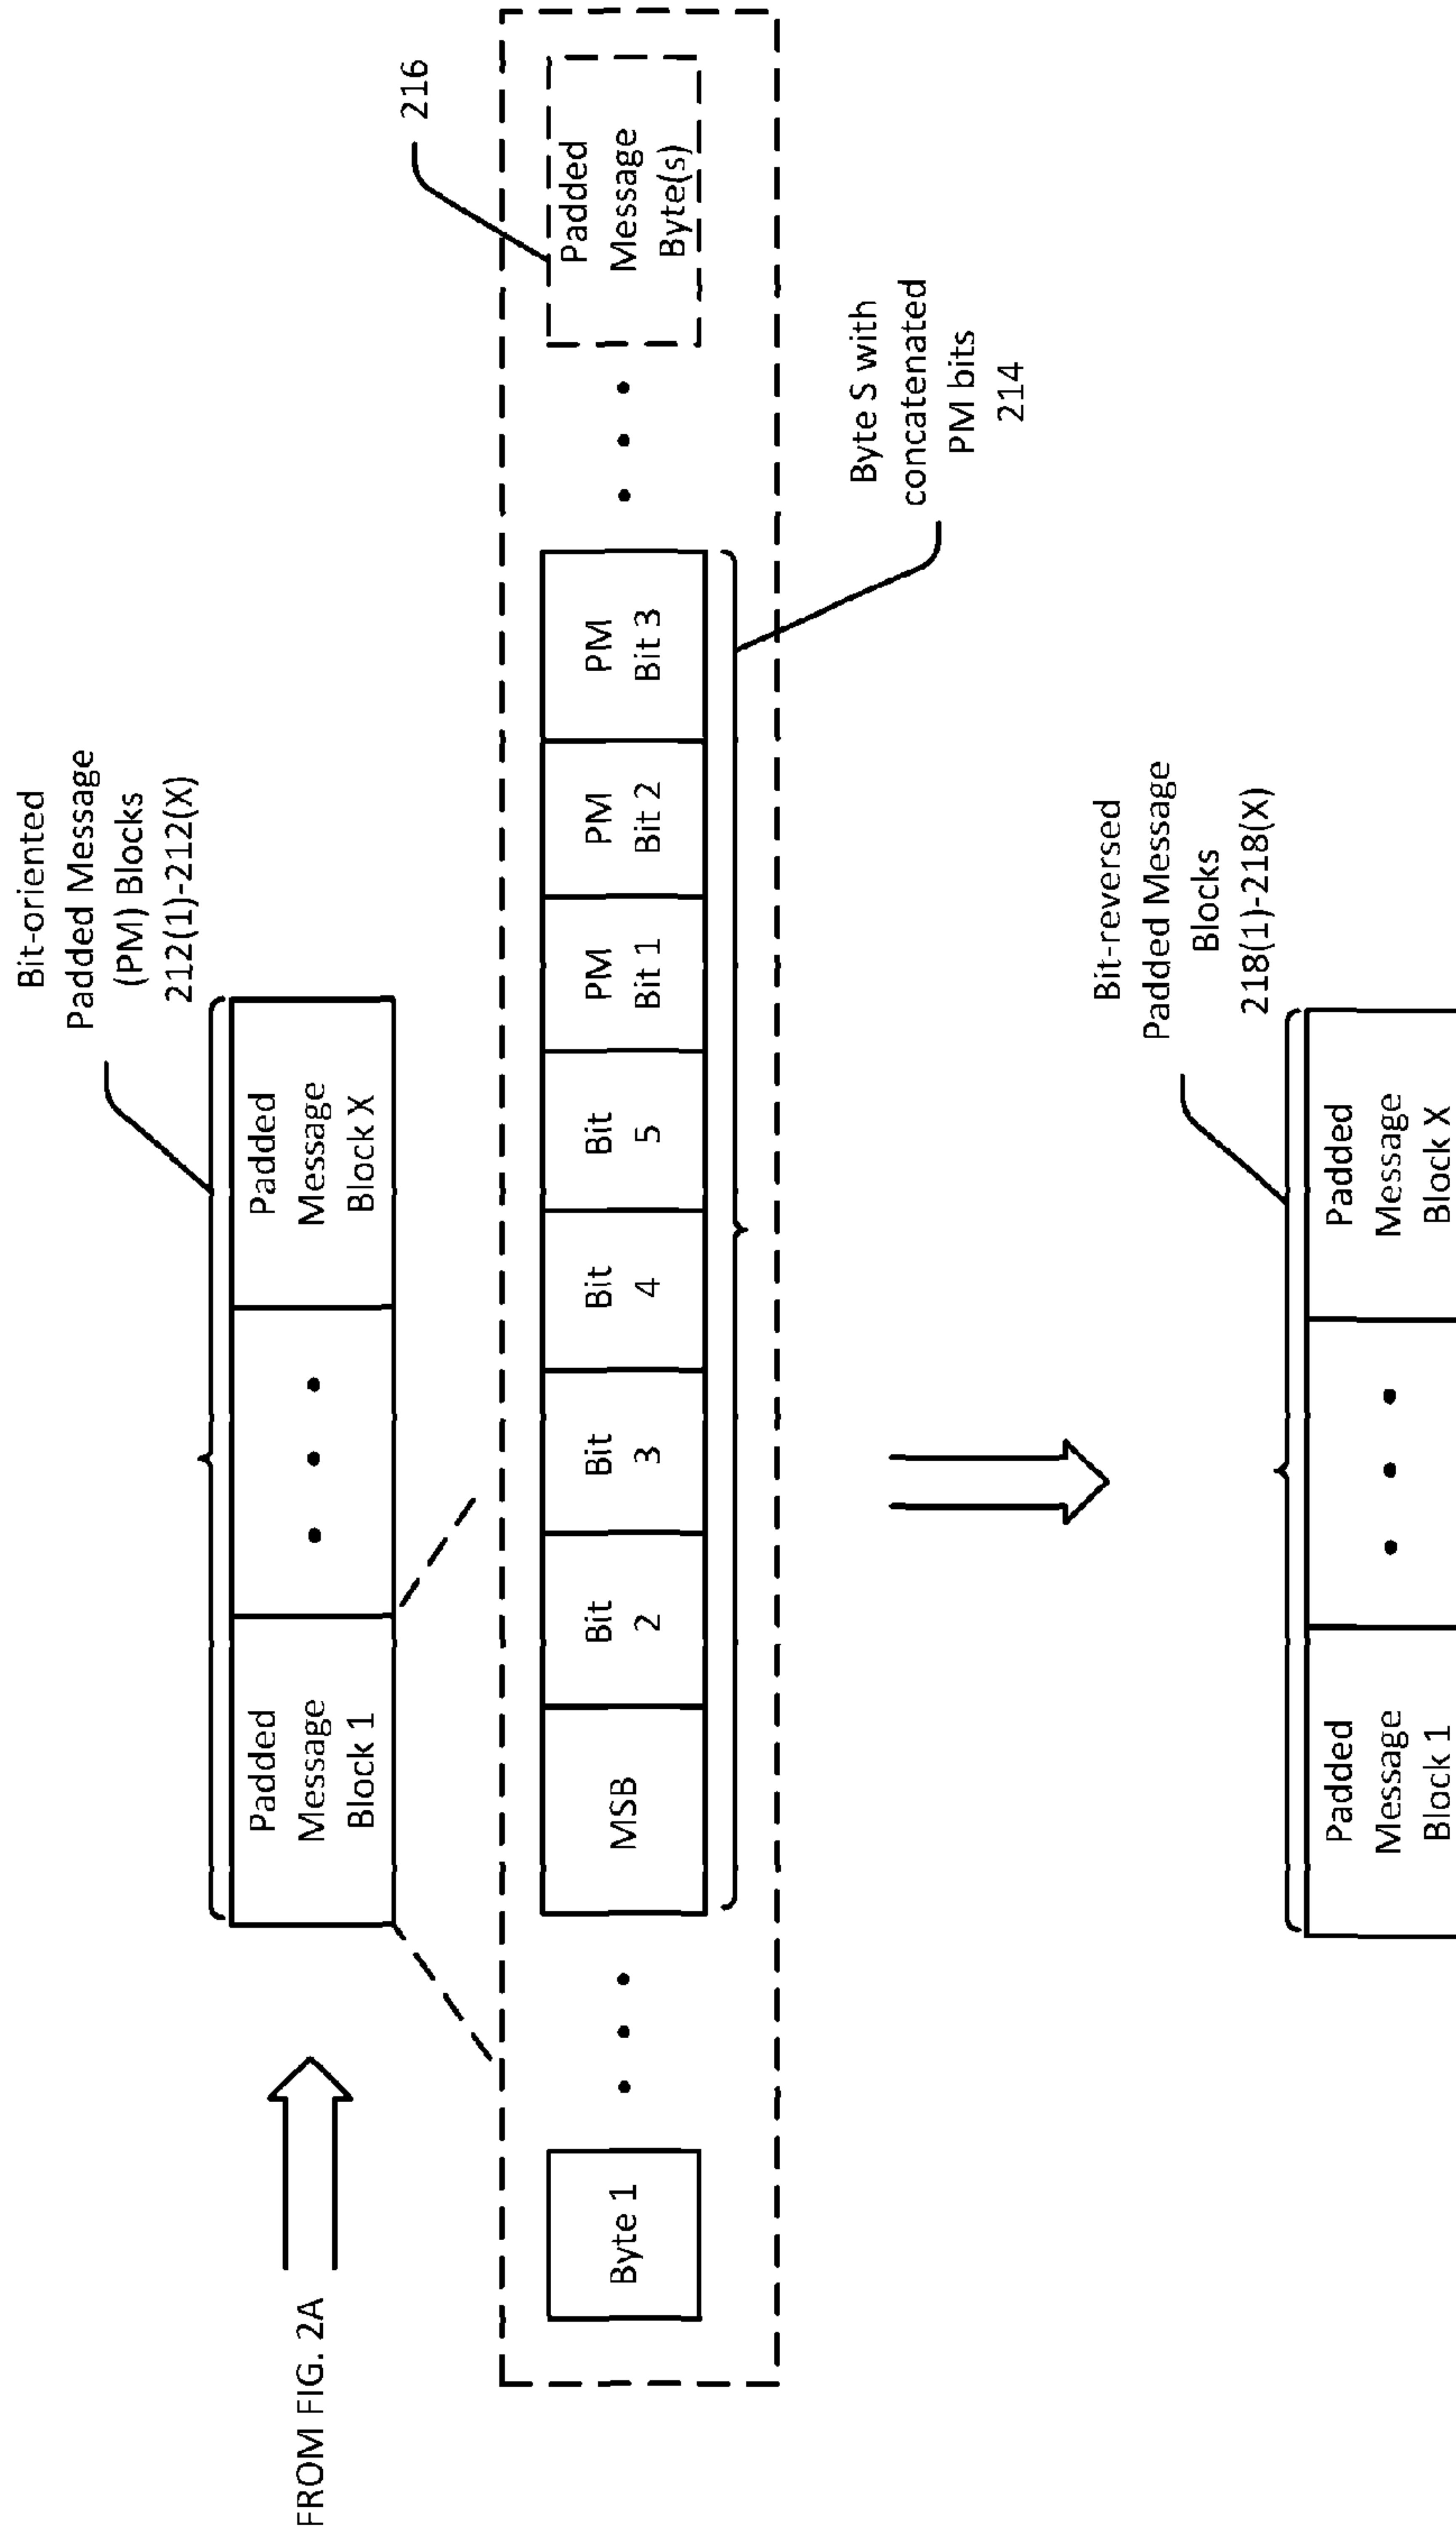 Bit-oriented
Padded Message
(PM) Blocks
212(1)-212(X)
FROM FIG. 2A
Padded
Message
Block 1
Padded
Message
Block X
216
Byte 1
MSB
Bit
2
Bit
3
Bit
4
Bit
5
PM
Bit 1
PM
Bit 2
PM
Bit 3
Padded
Message
Byte(s)
Byte S with
concatenated
PM bits
214
Bit-reversed
Padded Message
Blocks
218(1)-218(X)
Padded
Message
Block 1
Padded
Message
Block X